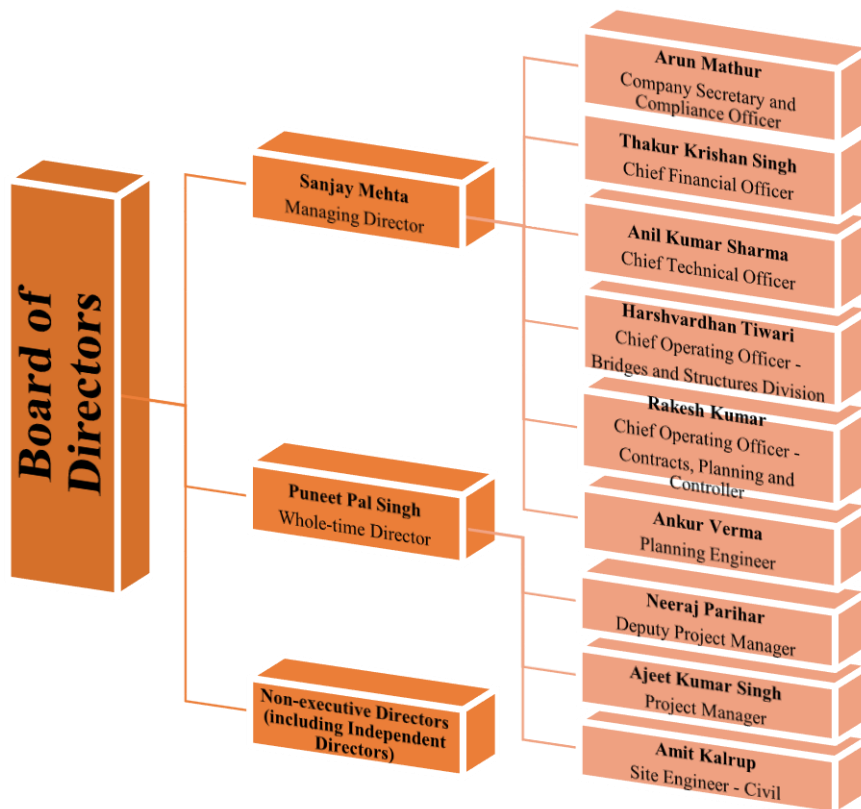 Board of
Directors
Sanjay Mehta
Managing Director
Puneet Pal Singh
Whole-time Director
Non-executive Directors
(including Independent
Directors)
Arun Mathur
Company Secretary and
Compliance Officer
Thakur Krishan Singh
Chief Financial Officer
Anil Kumar Sharma
Chief Technical Officer
Harshvardhan Tiwari
Chief Operating Officer -
Bridges and Structures Division
Rakesh Kumar
Chief Operating Officer -
Contracts, Planning and
Controller
Ankur Verma
Planning Engineer
Neeraj Parihar
Deputy Project Manager
Ajeet Kumar Singh
Project Manager
Amit Kalrup
Site Engineer - Civil